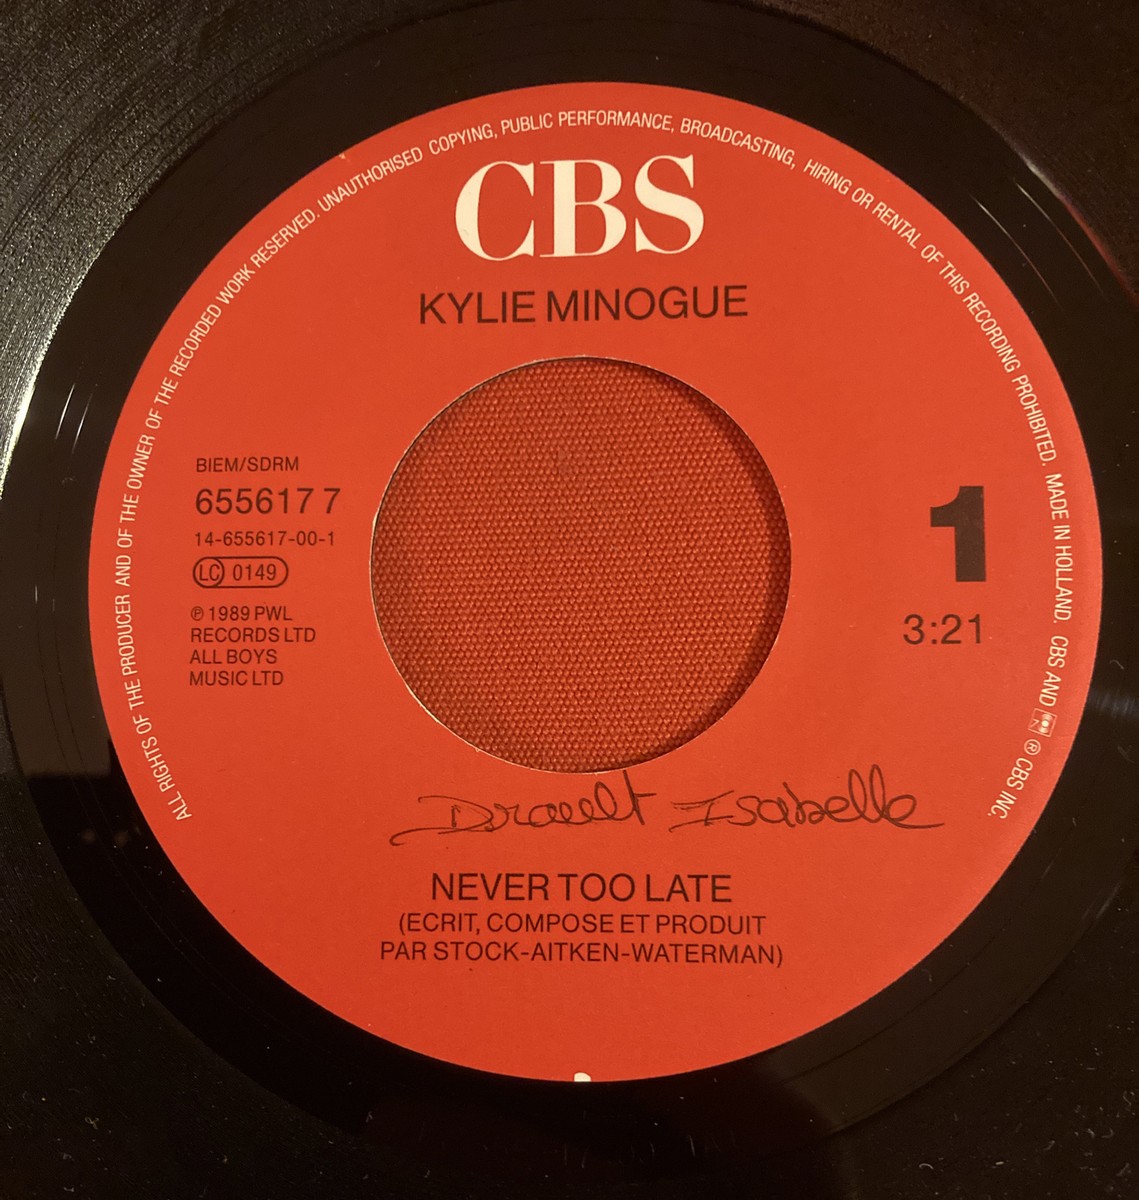 ALL RIGHTS OF THE PRODUCER AND OF THE OWNER OF THE RECORDED WORK RESERVED. UNAUTHORISED COPYING, PUBLIC PERFORMANCE, BROADCASTING, HIRING OR RENTAL OF THIS RECORDING PROHIBITED. MADE IN HOLLAND. CBS AND ® CBS INC.
CBS
KYLIE MINOGUE
BIEM/SDRM
655617 7
14-655617-00-1
LC 0149
℗ 1989 PWL
RECORDS LTD
ALL BOYS
MUSIC LTD
1
3:21
Drault Isabelle
NEVER TOO LATE
(ECRIT, COMPOSE ET PRODUIT
PAR STOCK-AITKEN-WATERMAN)